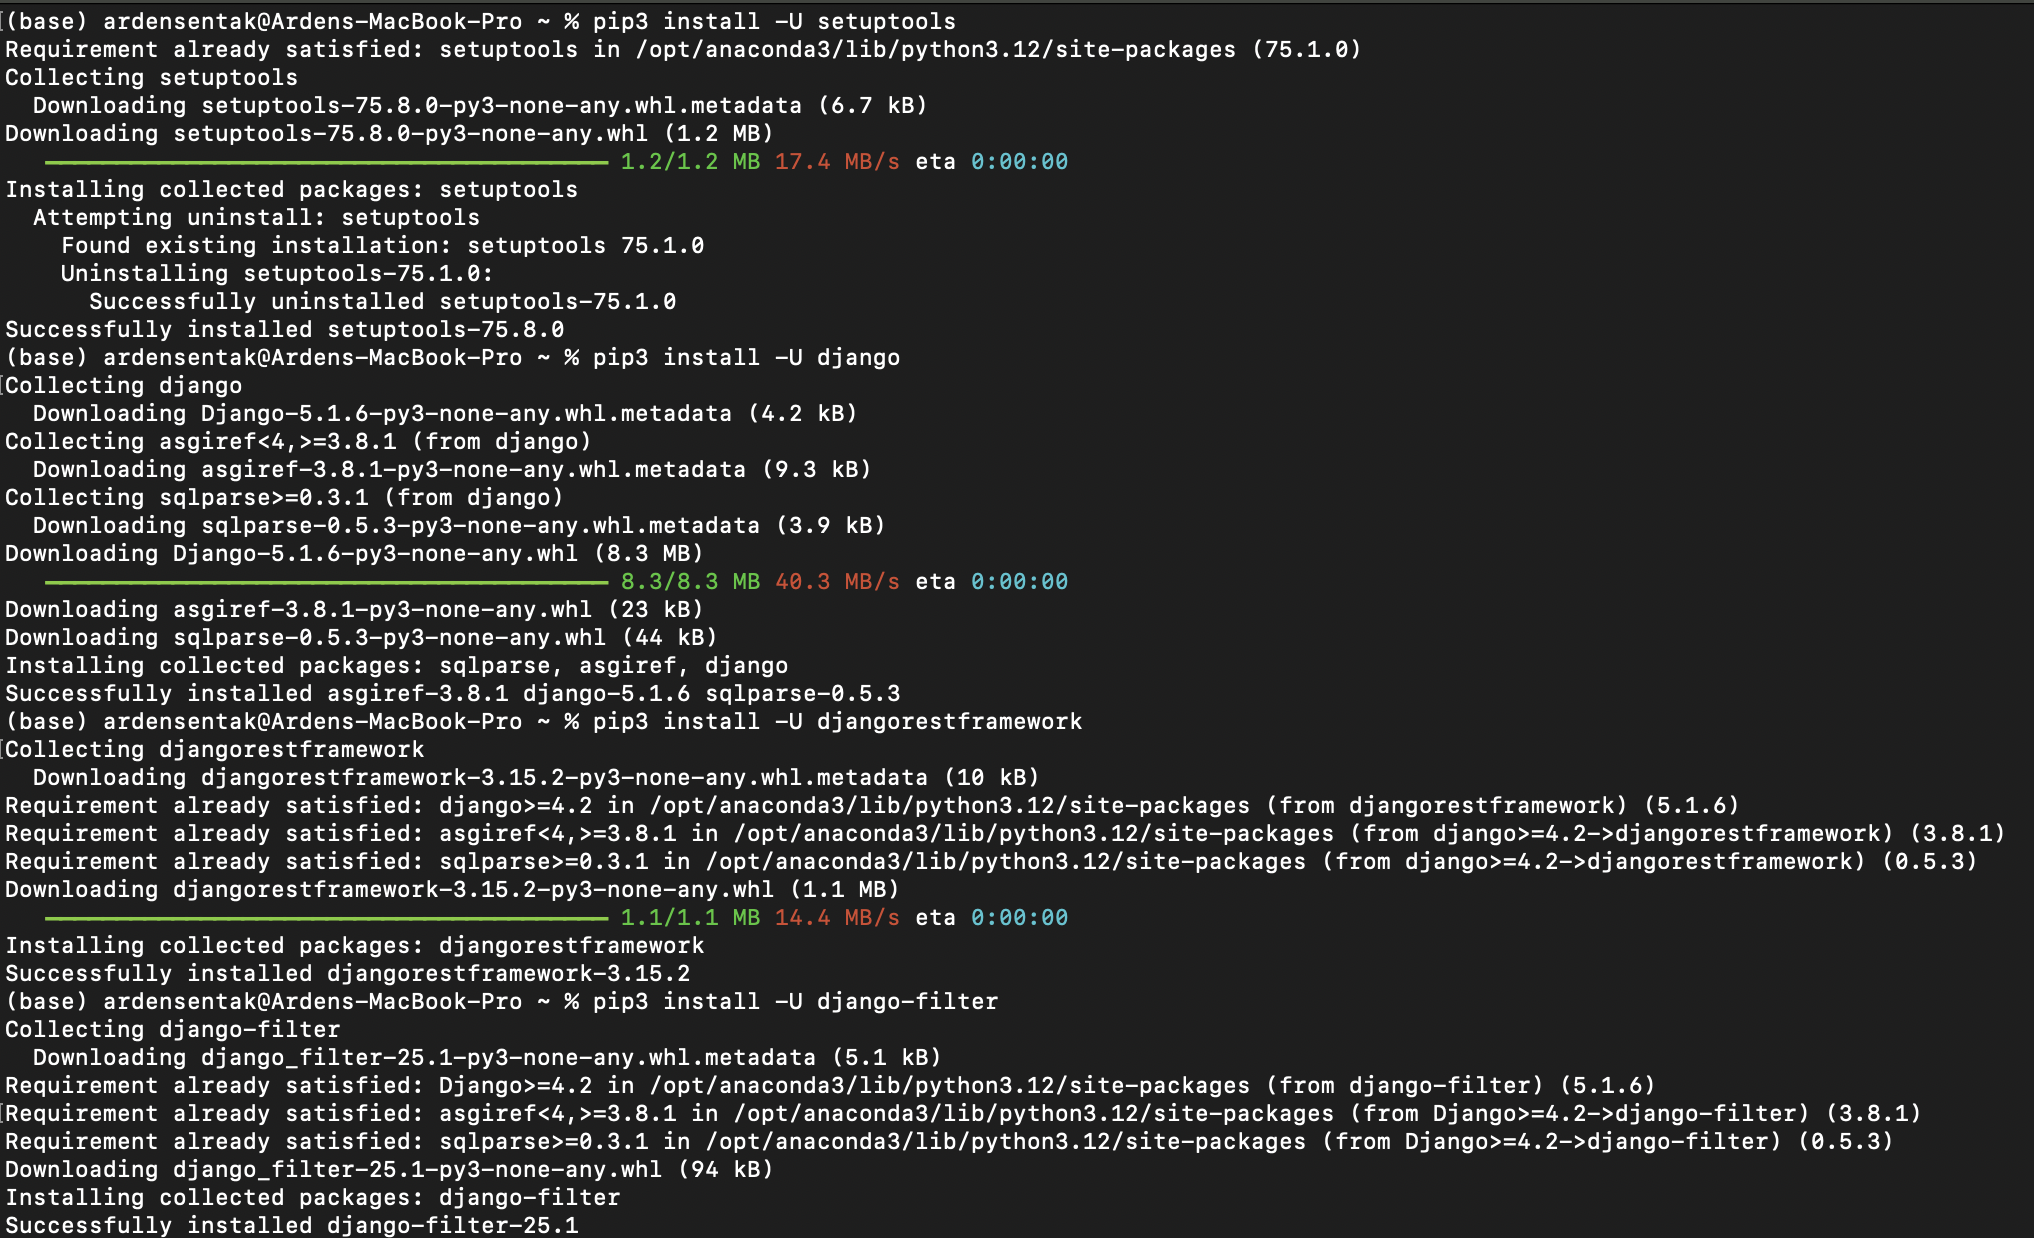 (base) ardensentak@Ardens-MacBook-Pro ~ % pip3 install -U setuptools
Requirement already satisfied: setuptools in /opt/anaconda3/lib/python3.12/site-packages (75.1.0)
Collecting setuptools
  Downloading setuptools-75.8.0-py3-none-any.whl.metadata (6.7 kB)
Downloading setuptools-75.8.0-py3-none-any.whl (1.2 MB)
1.2/1.2 MB 17.4 MB/s eta 0:00:00
Installing collected packages: setuptools
  Attempting uninstall: setuptools
    Found existing installation: setuptools 75.1.0
    Uninstalling setuptools-75.1.0:
      Successfully uninstalled setuptools-75.1.0
Successfully installed setuptools-75.8.0
(base) ardensentak@Ardens-MacBook-Pro ~ % pip3 install -U django
Collecting django
  Downloading Django-5.1.6-py3-none-any.whl.metadata (4.2 kB)
Collecting asgiref<4,>=3.8.1 (from django)
  Downloading asgiref-3.8.1-py3-none-any.whl.metadata (9.3 kB)
Collecting sqlparse>=0.3.1 (from django)
  Downloading sqlparse-0.5.3-py3-none-any.whl.metadata (3.9 kB)
Downloading Django-5.1.6-py3-none-any.whl (8.3 MB)
8.3/8.3 MB 40.3 MB/s eta 0:00:00
Downloading asgiref-3.8.1-py3-none-any.whl (23 kB)
Downloading sqlparse-0.5.3-py3-none-any.whl (44 kB)
Installing collected packages: sqlparse, asgiref, django
Successfully installed asgiref-3.8.1 django-5.1.6 sqlparse-0.5.3
(base) ardensentak@Ardens-MacBook-Pro ~ % pip3 install -U djangorestframework
Collecting djangorestframework
  Downloading djangorestframework-3.15.2-py3-none-any.whl.metadata (10 kB)
Requirement already satisfied: django>=4.2 in /opt/anaconda3/lib/python3.12/site-packages (from djangorestframework) (5.1.6)
Requirement already satisfied: asgiref<4,>=3.8.1 in /opt/anaconda3/lib/python3.12/site-packages (from django>=4.2->djangorestframework) (3.8.1)
Requirement already satisfied: sqlparse>=0.3.1 in /opt/anaconda3/lib/python3.12/site-packages (from django>=4.2->djangorestframework) (0.5.3)
Downloading djangorestframework-3.15.2-py3-none-any.whl (1.1 MB)
1.1/1.1 MB 14.4 MB/s eta 0:00:00
Installing collected packages: djangorestframework
Successfully installed djangorestframework-3.15.2
(base) ardensentak@Ardens-MacBook-Pro ~ % pip3 install -U django-filter
Collecting django-filter
  Downloading django_filter-25.1-py3-none-any.whl.metadata (5.1 kB)
Requirement already satisfied: Django>=4.2 in /opt/anaconda3/lib/python3.12/site-packages (from django-filter) (5.1.6)
Requirement already satisfied: asgiref<4,>=3.8.1 in /opt/anaconda3/lib/python3.12/site-packages (from Django>=4.2->django-filter) (3.8.1)
Requirement already satisfied: sqlparse>=0.3.1 in /opt/anaconda3/lib/python3.12/site-packages (from Django>=4.2->django-filter) (0.5.3)
Downloading django_filter-25.1-py3-none-any.whl (94 kB)
Installing collected packages: django-filter
Successfully installed django-filter-25.1